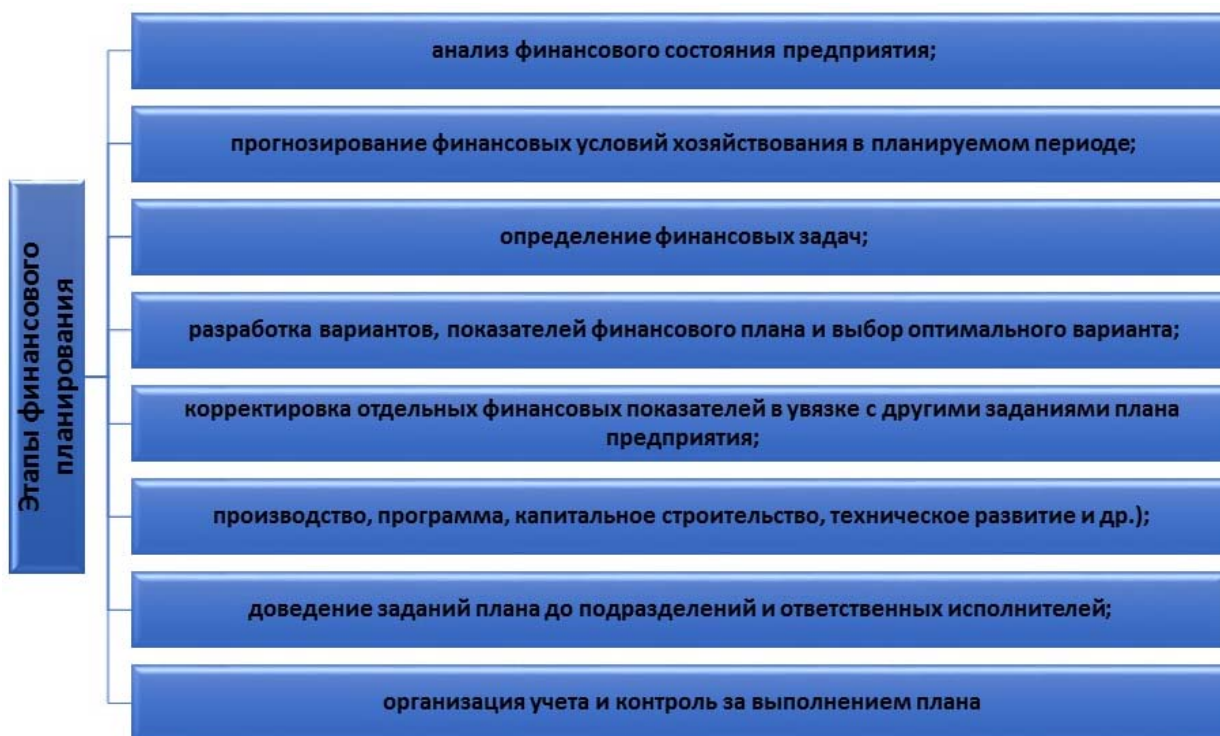 Этапы финансового
планирования
анализ финансового состояния предприятия;
прогнозирование финансовых условий хозяйствования в планируемом периоде;
определение финансовых задач;
разработка вариантов, показателей финансового плана и выбор оптимального варианта;
корректировка отдельных финансовых показателей в увязке с другими заданиями плана
предприятия;
производство, программа, капитальное строительство, техническое развитие и др.);
доведение заданий плана до подразделений и ответственных исполнителей;
организация учета и контроль за выполнением плана